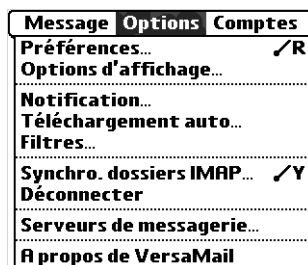 Message Options Comptes
Préférences... ⁄R
Options d'affichage...
Notification...
Téléchargement auto...
Filtres...
Synchro. dossiers IMAP... ⁄Y
Déconnecter
Serveurs de messagerie...
A propos de VersaMail